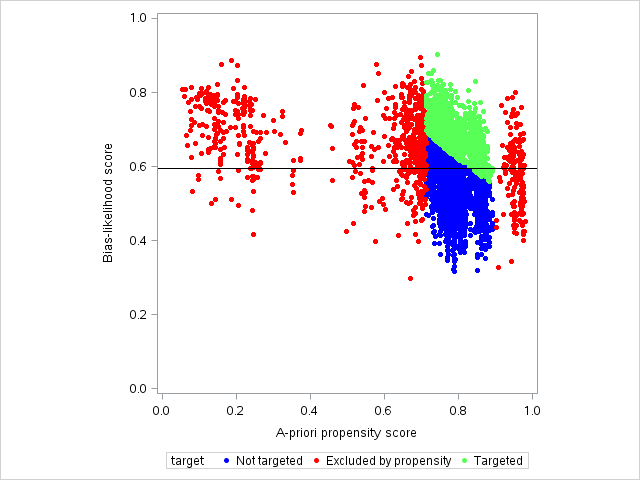 1.0
0.8
0.6
0.4
0.2
0.0
Bias-likelihood score
0.0 0.2 0.4 0.6 0.8 1.0
A-priori propensity score
target Not targeted Excluded by propensity Targeted